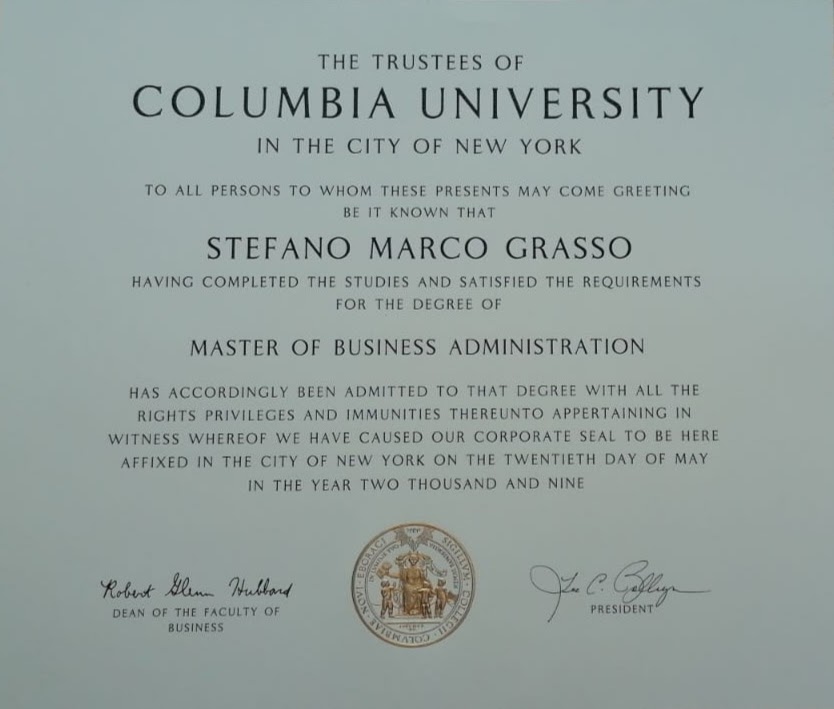 THE TRUSTEES OF
COLUMBIA UNIVERSITY
IN THE CITY OF NEW YORK
TO ALL PERSONS TO WHOM THESE PRESENTS MAY COME GREETING
BE IT KNOWN THAT
STEFANO MARCO GRASSO
HAVING COMPLETED THE STUDIES AND SATISFIED THE REQUIREMENTS
FOR THE DEGREE OF
MASTER OF BUSINESS ADMINISTRATION
HAS ACCORDINGLY BEEN ADMITTED TO THAT DEGREE WITH ALL THE
RIGHTS PRIVILEGES AND IMMUNITIES THEREUNTO APPERTAINING IN
WITNESS WHEREOF WE HAVE CAUSED OUR CORPORATE SEAL TO BE HERE
AFFIXED IN THE CITY OF NEW YORK ON THE TWENTIETH DAY OF MAY
IN THE YEAR TWO THOUSAND AND NINE
Robert Glenn Hubbard
DEAN OF THE FACULTY OF
BUSINESS
SIGILLVM · COLLEGII · COLVMBIAE · NOVI · EBORACI
PRESIDENT